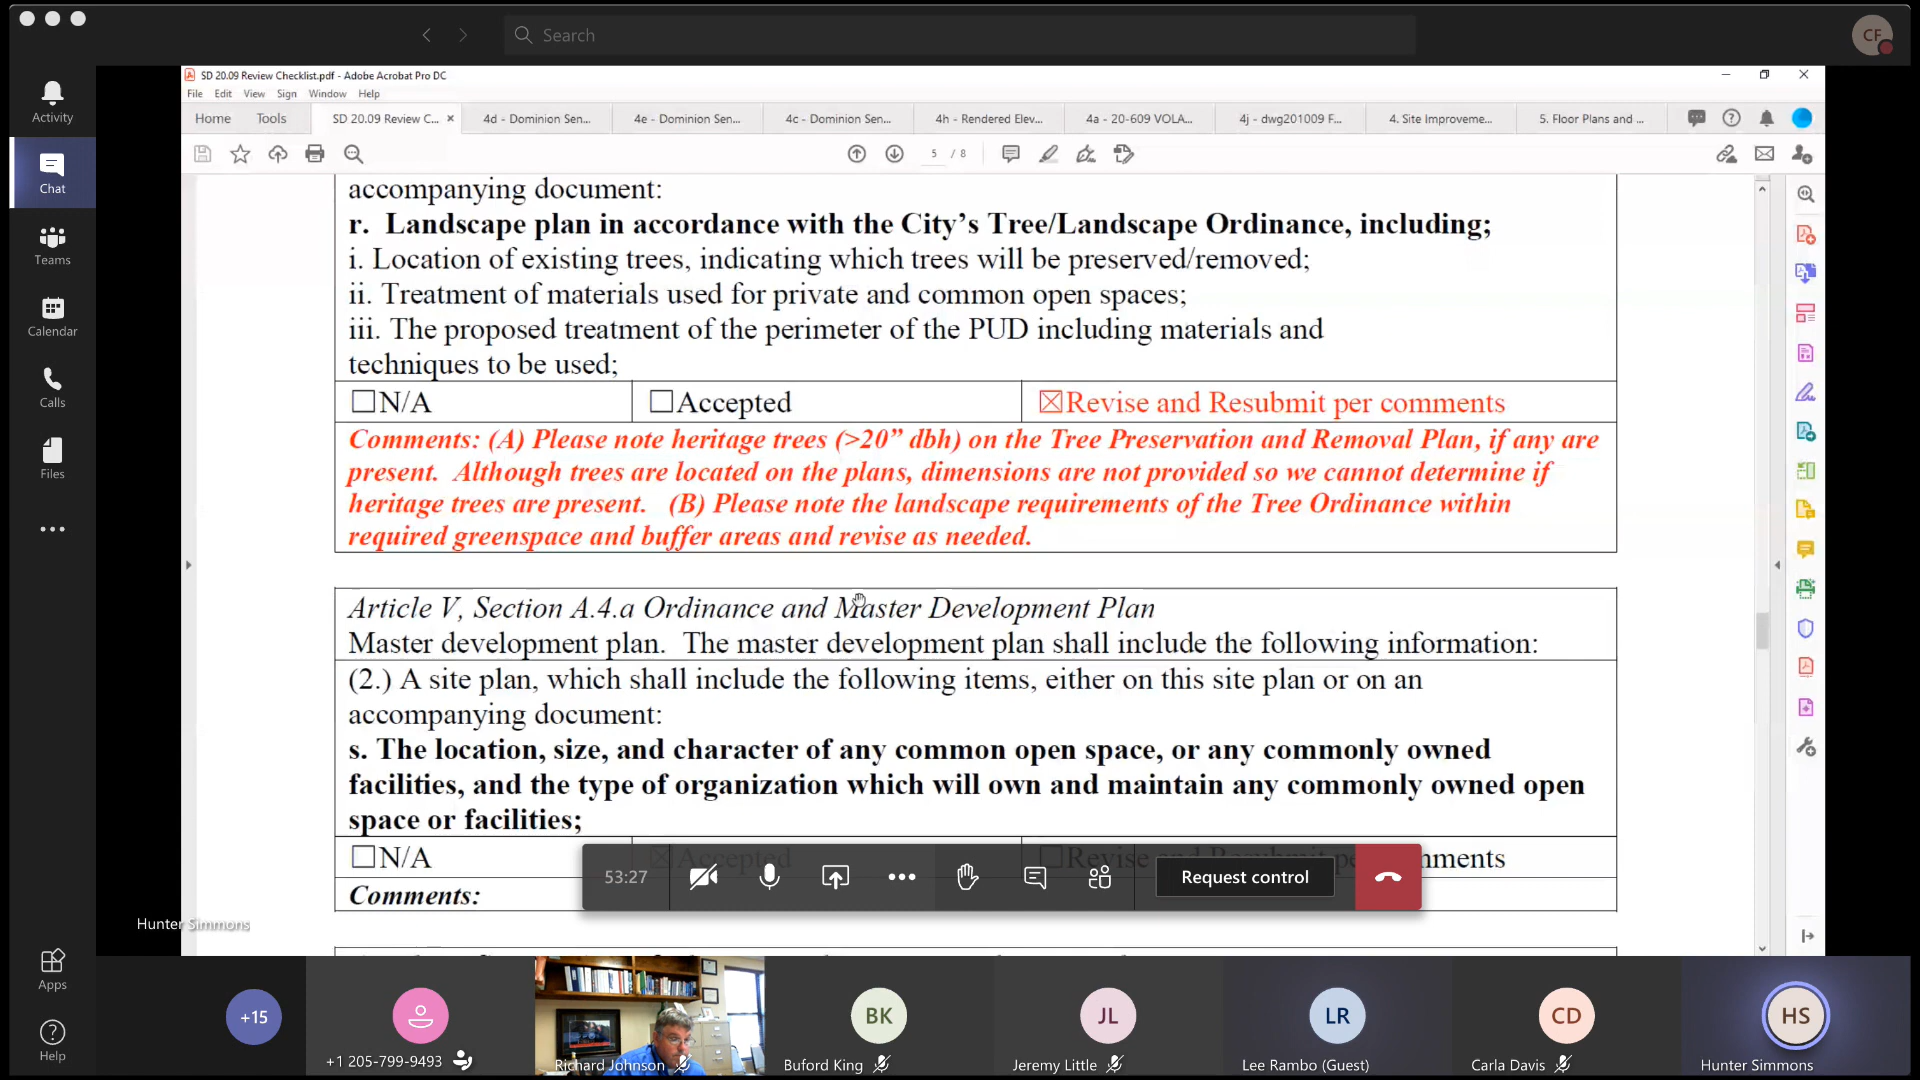 Search
CF
SD 20.09 Review Checklist.pdf - Adobe Acrobat Pro DC
File Edit View Sign Window Help
Home Tools SD 20.09 Review C... × 4d - Dominion Sen... 4e - Dominion Sen... 4c - Dominion Sen... 4h - Rendered Elev... 4a - 20-609 VOLA... 4j - dwg201009 F... 4. Site Improveme... 5. Floor Plans and ...
5 / 8
Activity
Chat
Teams
Calendar
Calls
Files
Apps
Help
accompanying document:
r. Landscape plan in accordance with the City's Tree/Landscape Ordinance, including;
i. Location of existing trees, indicating which trees will be preserved/removed;
ii. Treatment of materials used for private and common open spaces;
iii. The proposed treatment of the perimeter of the PUD including materials and
techniques to be used;
☐N/A ☐Accepted ☒Revise and Resubmit per comments
Comments: (A) Please note heritage trees (>20” dbh) on the Tree Preservation and Removal Plan, if any are
present. Although trees are located on the plans, dimensions are not provided so we cannot determine if
heritage trees are present. (B) Please note the landscape requirements of the Tree Ordinance within
required greenspace and buffer areas and revise as needed.
Article V, Section A.4.a Ordinance and Master Development Plan
Master development plan. The master development plan shall include the following information:
(2.) A site plan, which shall include the following items, either on this site plan or on an
accompanying document:
s. The location, size, and character of any common open space, or any commonly owned
facilities, and the type of organization which will own and maintain any commonly owned open
space or facilities;
☐N/A ☒Accepted ☐Revise and Resubmit per comments
Comments:
53:27 Request control
Hunter Simmons
+15
+1 205-799-9493
Richard Johnson
BK
Buford King
JL
Jeremy Little
LR
Lee Rambo (Guest)
CD
Carla Davis
HS
Hunter Simmons